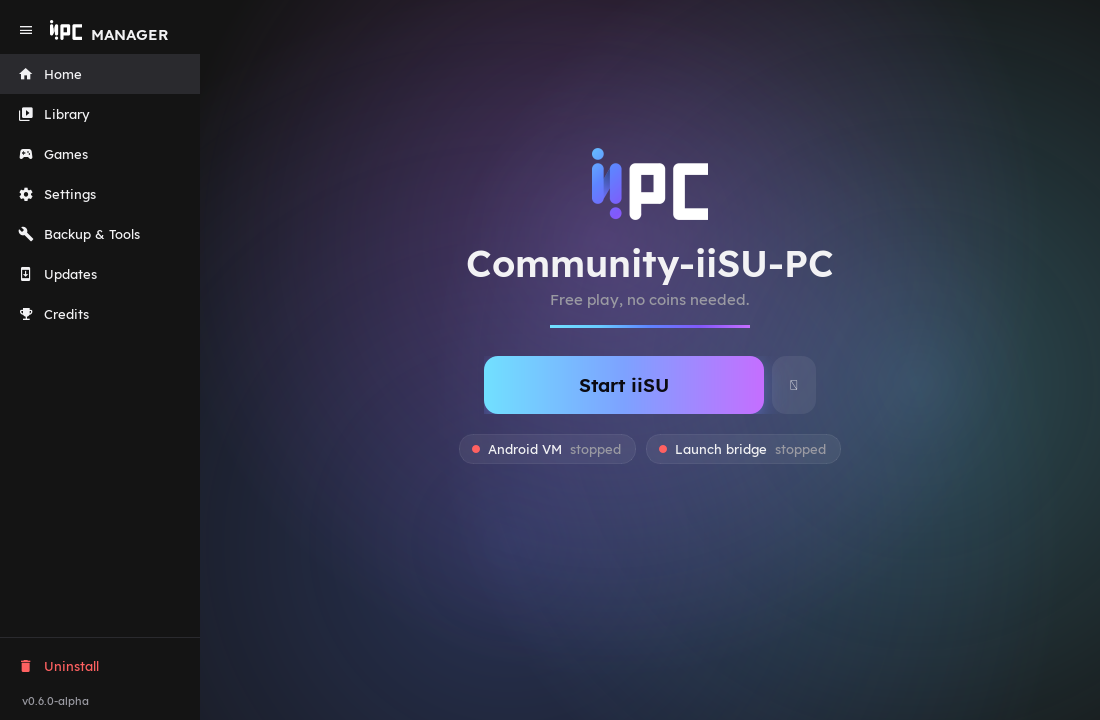 iiPC MANAGER
Home
Library
Games
Settings
Backup & Tools
Updates
Credits
Uninstall
v0.6.0-alpha
iiPC
Community-iiSU-PC
Free play, no coins needed.
Start iiSU
Android VM stopped
Launch bridge stopped